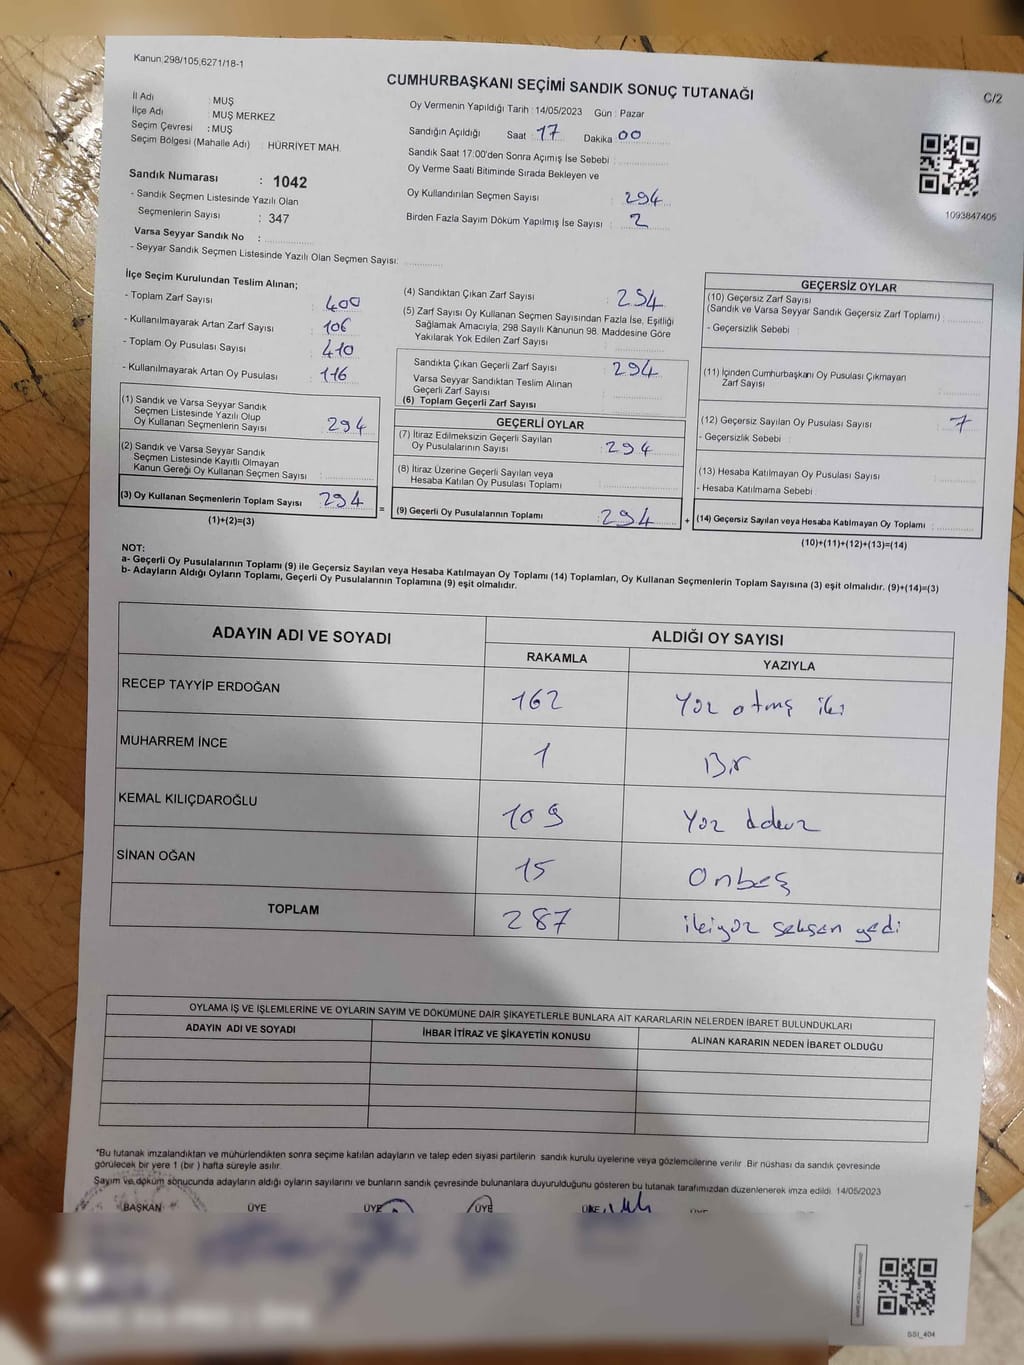 Kanun:298/105,6271/18-1
CUMHURBAŞKANI SEÇİMİ SANDIK SONUÇ TUTANAĞI
C/2
İl Adı : MUŞ
İlçe Adı : MUŞ MERKEZ
Seçim Çevresi : MUŞ
Seçim Bölgesi (Mahalle Adı) : HÜRRİYET MAH.
Sandık Numarası : 1042
- Sandık Seçmen Listesinde Yazılı Olan
Seçmenlerin Sayısı : 347
Varsa Seyyar Sandık No :
- Seyyar Sandık Seçmen Listesinde Yazılı Olan Seçmen Sayısı:
Oy Vermenin Yapıldığı Tarih : 14/05/2023 Gün : Pazar
Sandığın Açıldığı Saat 17 Dakika 00
Sandık Saat 17:00'den Sonra Açımış İse Sebebi :
Oy Verme Saati Bitiminde Sırada Bekleyen ve
Oy Kullandırılan Seçmen Sayısı : 294
Birden Fazla Sayım Döküm Yapılmış İse Sayısı : 2
1093847406
İlçe Seçim Kurulundan Teslim Alınan;
- Toplam Zarf Sayısı : 400
- Kullanılmayarak Artan Zarf Sayısı : 106
- Toplam Oy Pusulası Sayısı : 410
- Kullanılmayarak Artan Oy Pusulası : 116
(1) Sandık ve Varsa Seyyar Sandık
Seçmen Listesinde Yazılı Olup
Oy Kullanan Seçmenlerin Sayısı : 294
(2) Sandık ve Varsa Seyyar Sandık
Seçmen Listesinde Kayıtlı Olmayan
Kanun Gereği Oy Kullanan Seçmen Sayısı :
(3) Oy Kullanan Seçmenlerin Toplam Sayısı : 294
(1)+(2)=(3)
(4) Sandıktan Çıkan Zarf Sayısı : 294
(5) Zarf Sayısı Oy Kullanan Seçmen Sayısından Fazla İse, Eşitliği
Sağlamak Amacıyla, 298 Sayılı Kanunun 98. Maddesine Göre
Yakılarak Yok Edilen Zarf Sayısı :
Sandıkta Çıkan Geçerli Zarf Sayısı : 294
Varsa Seyyar Sandıktan Teslim Alınan
Geçerli Zarf Sayısı :
(6) Toplam Geçerli Zarf Sayısı :
GEÇERLİ OYLAR
(7) İtiraz Edilmeksizin Geçerli Sayılan
Oy Pusulalarının Sayısı : 294
(8) İtiraz Üzerine Geçerli Sayılan veya
Hesaba Katılan Oy Pusulası Toplamı :
= (9) Geçerli Oy Pusulalarının Toplamı : 294 +
GEÇERSİZ OYLAR
(10) Geçersiz Zarf Sayısı
(Sandık ve Varsa Seyyar Sandık Geçersiz Zarf Toplamı) :
- Geçersizlik Sebebi :
(11) İçinden Cumhurbaşkanı Oy Pusulası Çıkmayan
Zarf Sayısı :
(12) Geçersiz Sayılan Oy Pusulası Sayısı : 7
- Geçersizlik Sebebi :
(13) Hesaba Katılmayan Oy Pusulası Sayısı :
- Hesaba Katılmama Sebebi :
(14) Geçersiz Sayılan veya Hesaba Katılmayan Oy Toplamı :
(10)+(11)+(12)+(13)=(14)
NOT:
a- Geçerli Oy Pusulalarının Toplamı (9) ile Geçersiz Sayılan veya Hesaba Katılmayan Oy Toplamı (14) Toplamları, Oy Kullanan Seçmenlerin Toplam Sayısına (3) eşit olmalıdır. (9)+(14)=(3)
b- Adayların Aldığı Oyların Toplamı, Geçerli Oy Pusulalarının Toplamına (9) eşit olmalıdır.
ADAYIN ADI VE SOYADI ALDIĞI OY SAYISI
RAKAMLA YAZIYLA
RECEP TAYYİP ERDOĞAN 162 Yüz atmş iki
MUHARREM İNCE 1 Bir
KEMAL KILIÇDAROĞLU 109 Yüz
SİNAN OĞAN 15 Onbeş
TOPLAM 287 ikiyüz seksen yedi
OYLAMA İŞ VE İŞLEMLERİNE VE OYLARIN SAYIM VE DÖKÜMÜNE DAİR ŞİKAYETLERLE BUNLARA AİT KARARLARIN NELERDEN İBARET BULUNDUKLARI
ADAYIN ADI VE SOYADI İHBAR İTİRAZ VE ŞİKAYETİN KONUSU ALINAN KARARIN NEDEN İBARET OLDUĞU
*Bu tutanak imzalandıktan ve mühürlendikten sonra seçime katılan adayların ve talep eden siyasi partilerin sandık kurulu üyelerine veya gözlemcilerine verilir. Bir nüshası da sandık çevresinde
görülecek bir yere 1 (bir ) hafta süreyle asılır.
Sayım ve döküm sonucunda adayların aldığı oyların sayılarını ve bunların sandık çevresinde bulunanlara duyurulduğunu gösteren bu tutanak tarafımızdan düzenlenerek imza edildi. 14/05/2023
BAŞKAN ÜYE ÜYE ÜYE ÜYE ÜYE
SSI_404